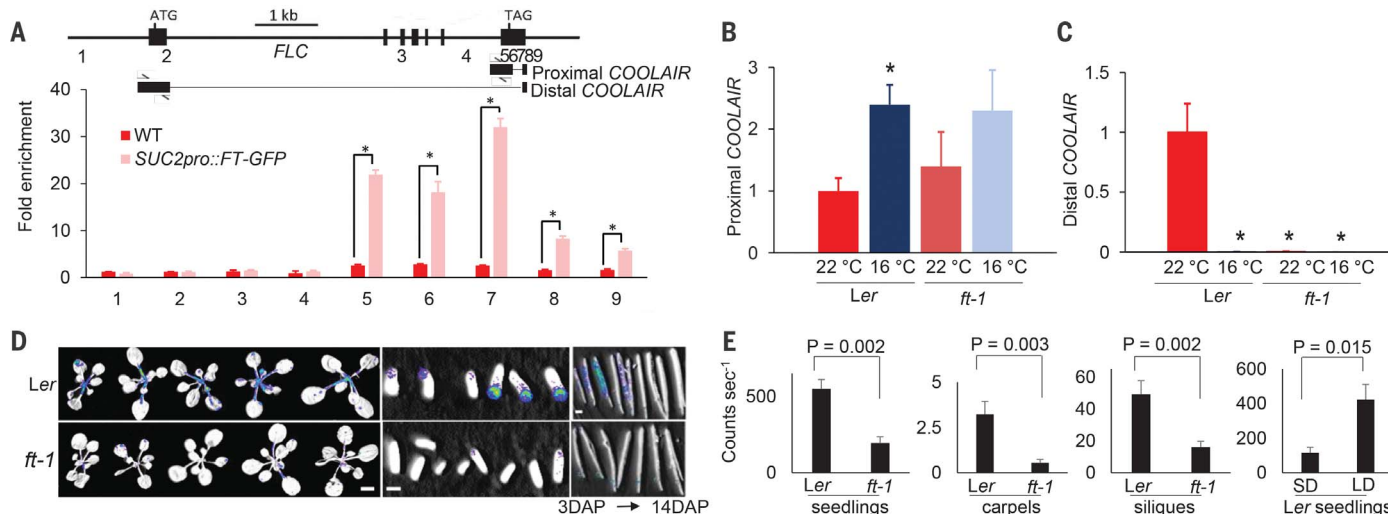 A
ATG
1 kb
TAG
1 2 FLC 3 4 56789
Proximal COOLAIR
Distal COOLAIR
Fold enrichment
40
30
20
10
0
WT
SUC2pro::FT-GFP
* * * * *
1 2 3 4 5 6 7 8 9
B
Proximal COOLAIR
3
2
1
0
*
22 °C 16 °C 22 °C 16 °C
Ler ft-1
C
Distal COOLAIR
1.5
1
0.5
0
* * *
22 °C 16 °C 22 °C 16 °C
Ler ft-1
D
Ler
ft-1
3DAP → 14DAP
E
Counts sec-1
P = 0.002
500
0
Ler ft-1
seedlings
P = 0.003
5
2.5
0
Ler ft-1
carpels
P = 0.002
60
40
20
0
Ler ft-1
siliques
P = 0.015
600
400
200
0
SD LD
Ler seedlings